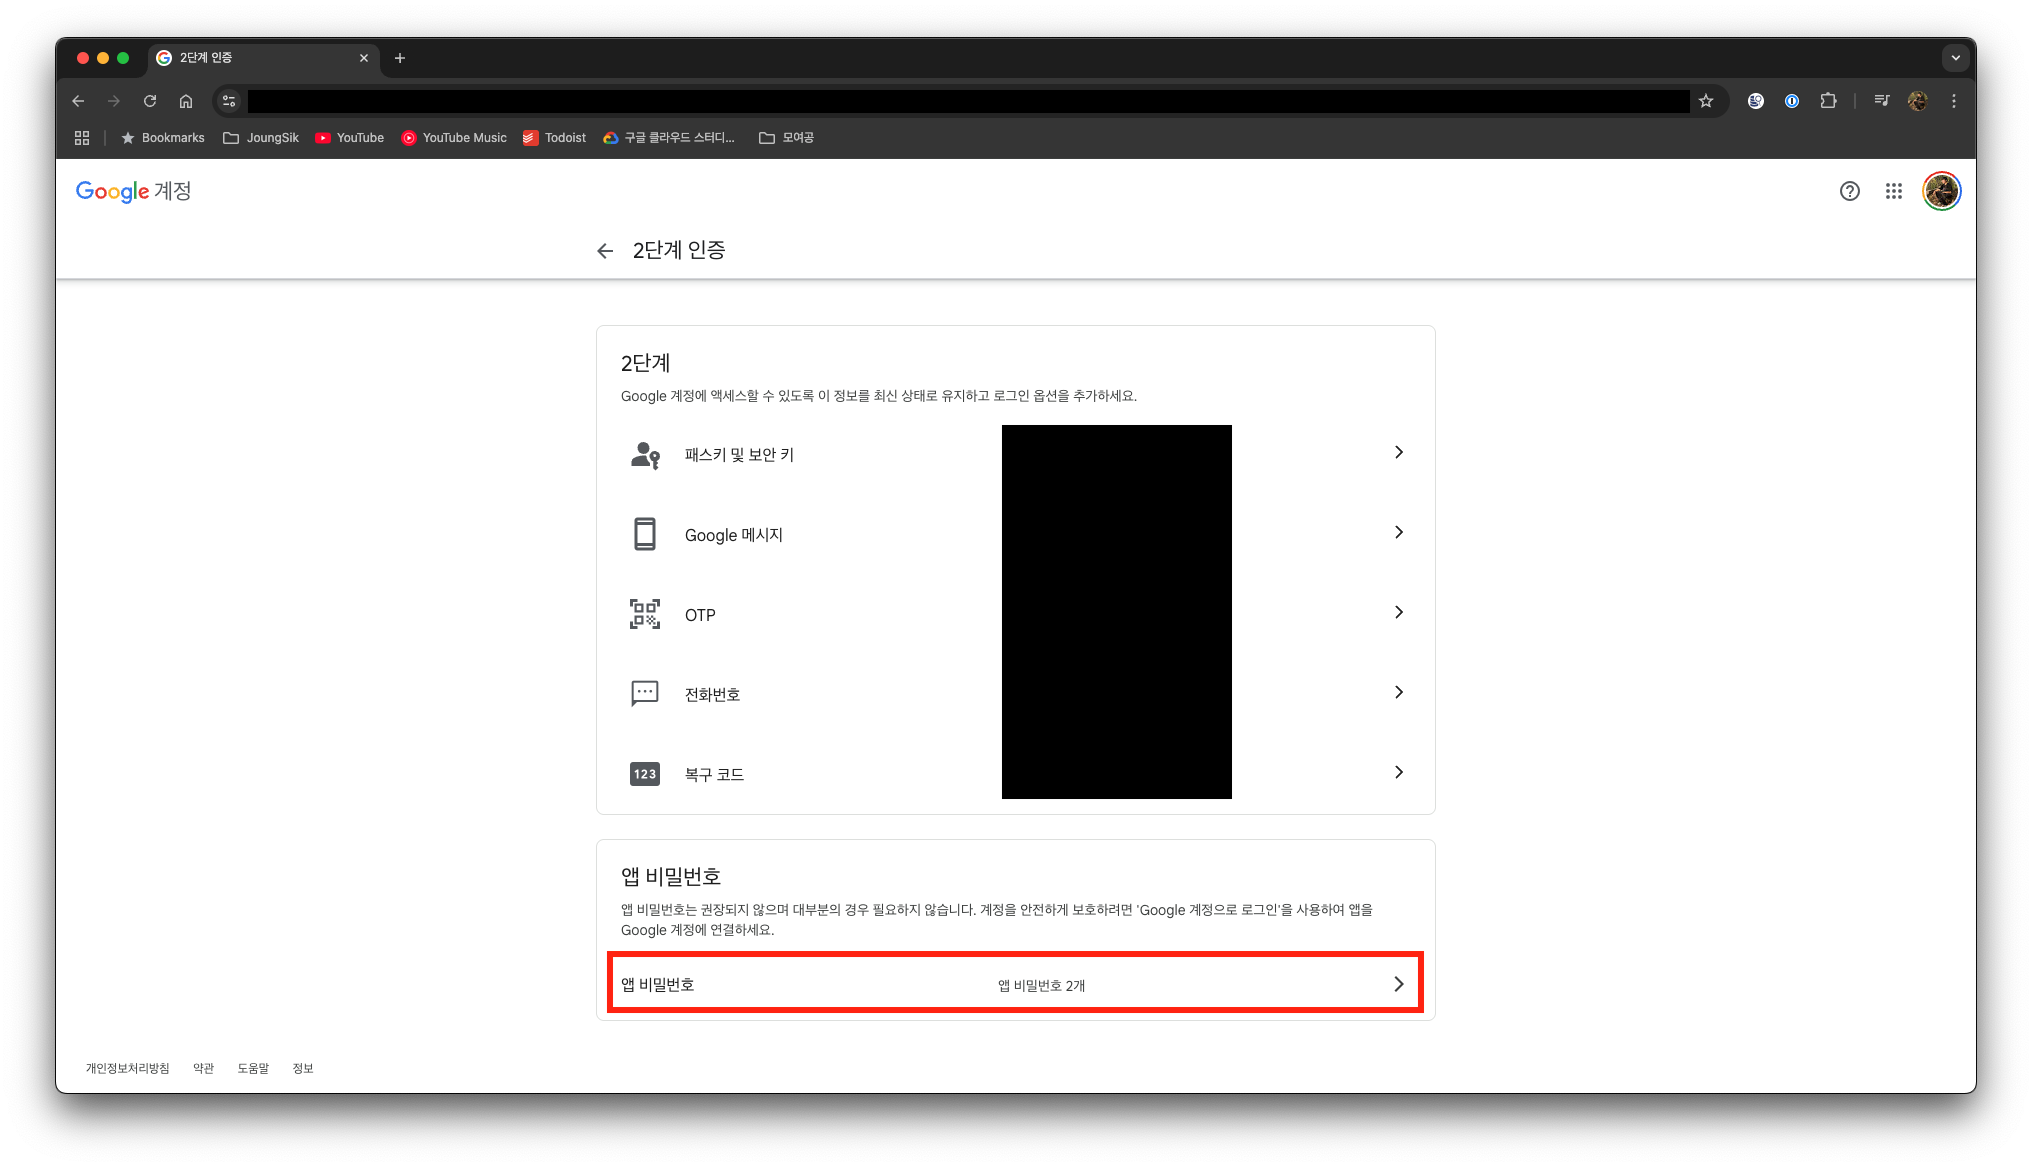 2단계 인증
Bookmarks
JoungSik
YouTube
YouTube Music
Todoist
구글 클라우드 스터디...
모여공
Google 계정
2단계 인증
2단계
Google 계정에 액세스할 수 있도록 이 정보를 최신 상태로 유지하고 로그인 옵션을 추가하세요.
패스키 및 보안 키
Google 메시지
OTP
전화번호
123
복구 코드
앱 비밀번호
앱 비밀번호는 권장되지 않으며 대부분의 경우 필요하지 않습니다. 계정을 안전하게 보호하려면 'Google 계정으로 로그인'을 사용하여 앱을
Google 계정에 연결하세요.
앱 비밀번호 앱 비밀번호 2개
개인정보처리방침 약관 도움말 정보